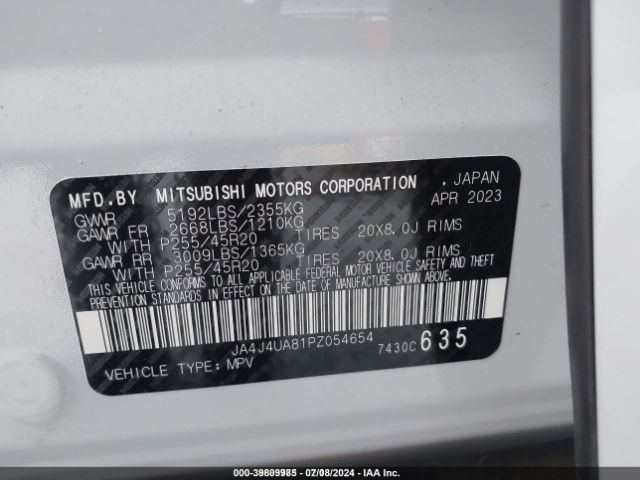 MFD.BY MITSUBISHI MOTORS CORPORATION , JAPAN
GVWR 5192LBS/2355KG APR 2023
GAWR FR 2668LBS/1210KG
WITH P255/45R20 TIRES 20X8.0J RIMS
GAWR RR 3009LBS/1365KG
WITH P255/45R20 TIRES 20X8.0J RIMS
THIS VEHICLE CONFORMS TO ALL APPLICABLE FEDERAL MOTOR VEHICLE SAFETY AND THEFT
PREVENTION STANDARDS IN EFFECT ON THE DATE OF MANUFACTURE SHOWN ABOVE.
JA4J4UA81PZ054654 7430C 635
VEHICLE TYPE: MPV
000-39809985 - 07/08/2024 - IAA Inc.